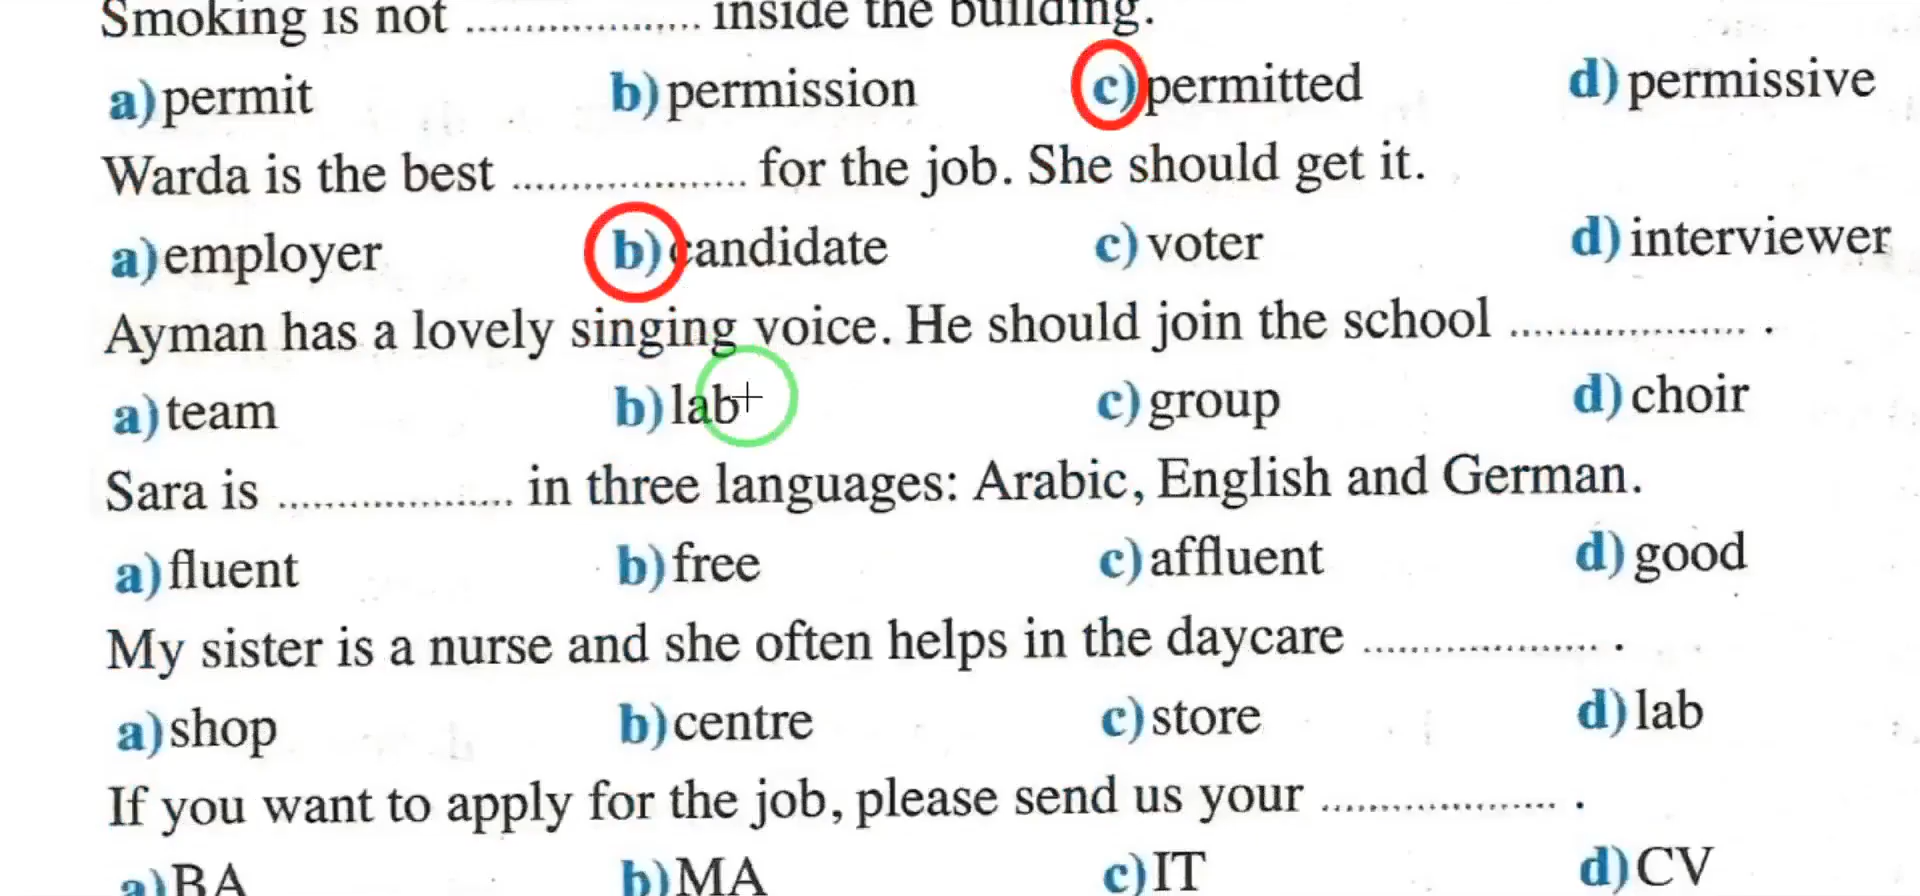 Smoking is not .................... inside the building.
a) permit b) permission c) permitted d) permissive
Warda is the best .................... for the job. She should get it.
a) employer b) candidate c) voter d) interviewer
Ayman has a lovely singing voice. He should join the school .................... .
a) team b) lab c) group d) choir
Sara is .................... in three languages: Arabic, English and German.
a) fluent b) free c) affluent d) good
My sister is a nurse and she often helps in the daycare .................... .
a) shop b) centre c) store d) lab
If you want to apply for the job, please send us your .................... .
a) BA b) MA c) IT d) CV